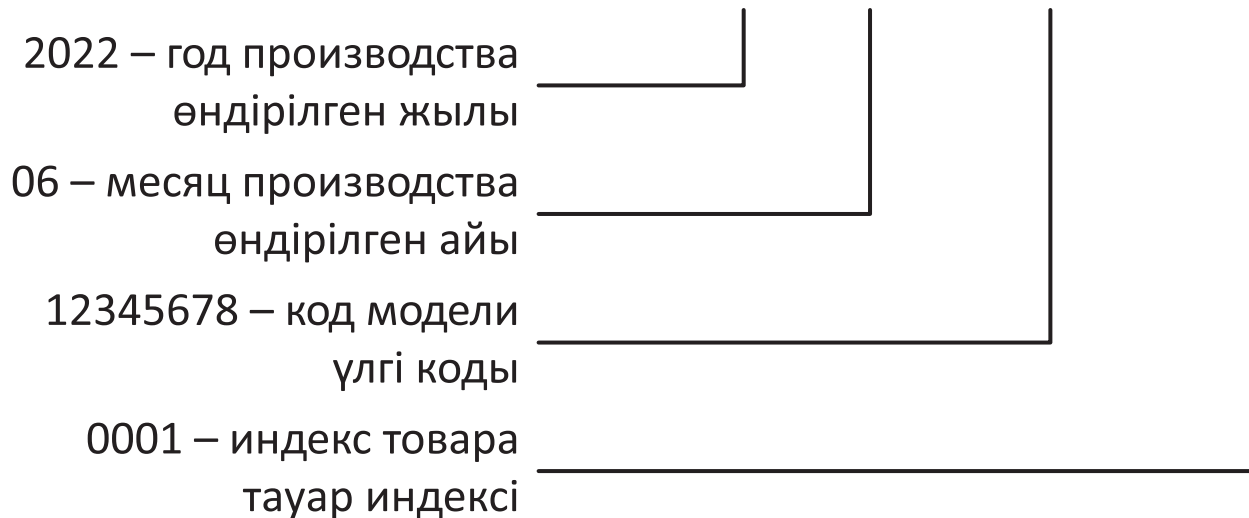 2022 – год производства
өндірілген жылы
06 – месяц производства
өндірілген айы
12345678 – код модели
үлгі коды
0001 – индекс товара
тауар индексі